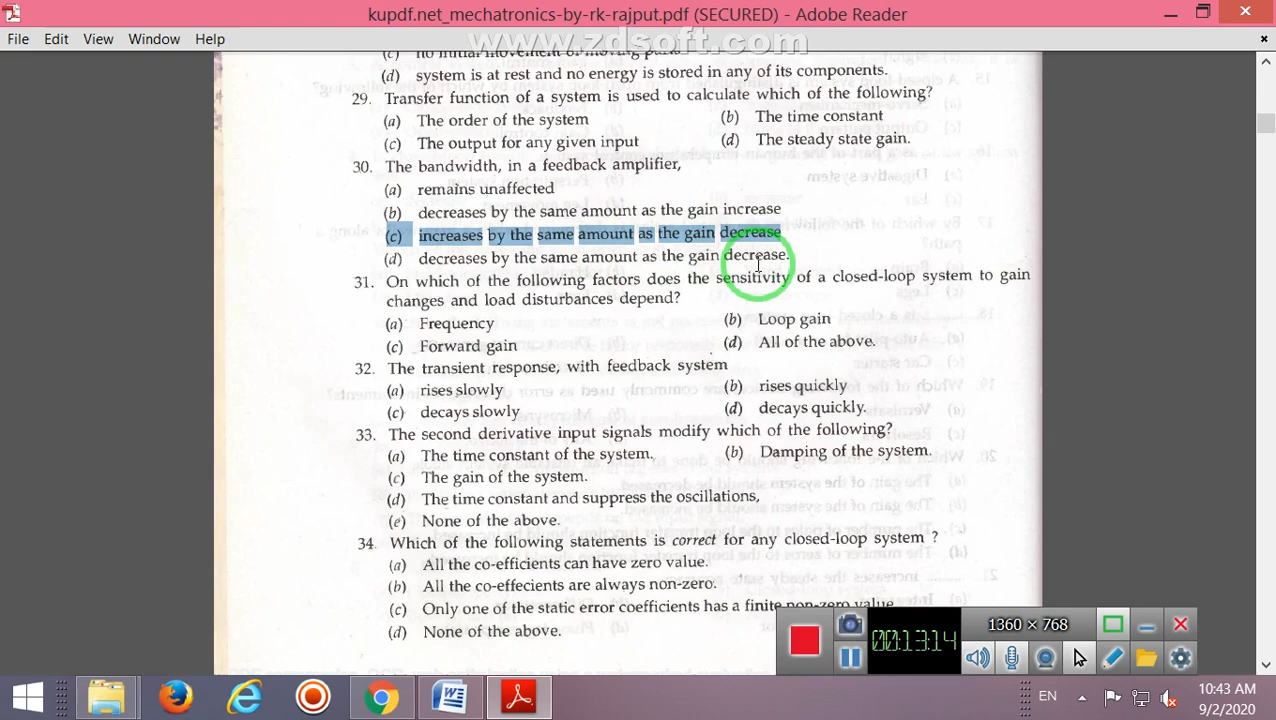 kupdf.net_mechatronics-by-rk-rajput.pdf (SECURED) - Adobe Reader
File Edit View Window Help
www.zdsoft.com
(c) no initial movement of moving parts
(d) system is at rest and no energy is stored in any of its components.
29. Transfer function of a system is used to calculate which of the following?
(a) The order of the system (b) The time constant
(c) The output for any given input (d) The steady state gain.
30. The bandwidth, in a feedback amplifier,
(a) remains unaffected
(b) decreases by the same amount as the gain increase
(c) increases by the same amount as the gain decrease
(d) decreases by the same amount as the gain decrease.
31. On which of the following factors does the sensitivity of a closed-loop system to gain
changes and load disturbances depend?
(a) Frequency (b) Loop gain
(c) Forward gain (d) All of the above.
32. The transient response, with feedback system
(a) rises slowly (b) rises quickly
(c) decays slowly (d) decays quickly.
33. The second derivative input signals modify which of the following?
(a) The time constant of the system. (b) Damping of the system.
(c) The gain of the system.
(d) The time constant and suppress the oscillations,
(e) None of the above.
34. Which of the following statements is correct for any closed-loop system ?
(a) All the co-efficients can have zero value.
(b) All the co-effecients are always non-zero.
(c) Only one of the static error coefficients has a finite non-zero value
(d) None of the above.
00:13:14
1360 × 768
EN
10:43 AM
9/2/2020